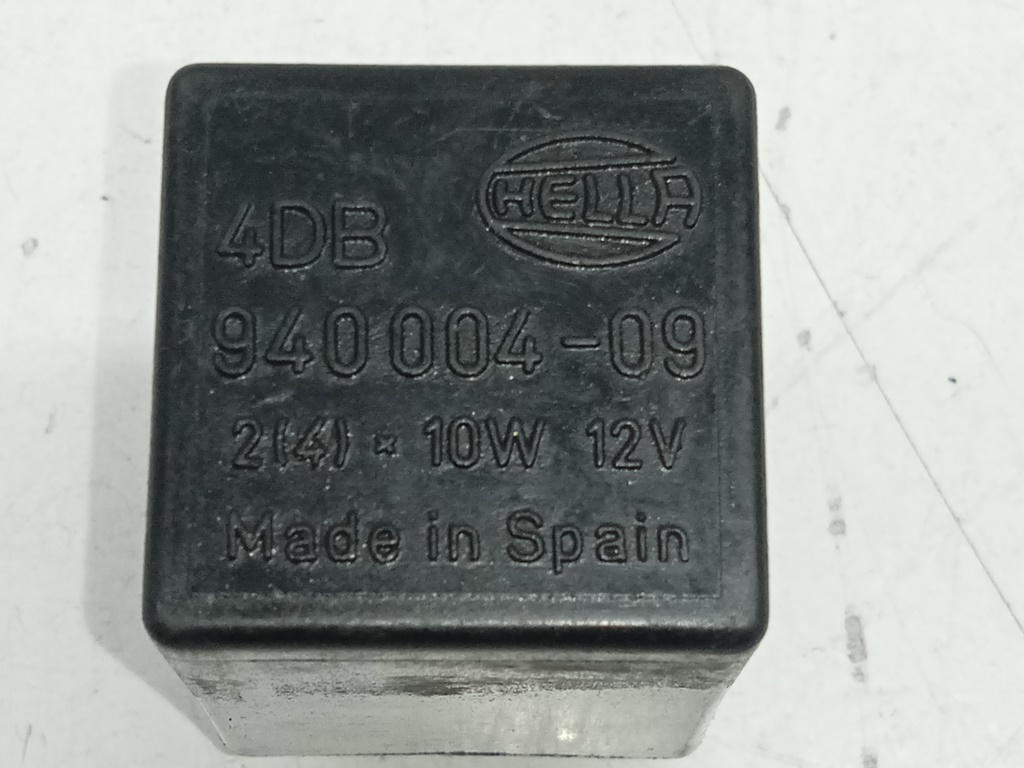 HELLA
4DB
940 004-09
2(4) × 10W 12V
Made in Spain